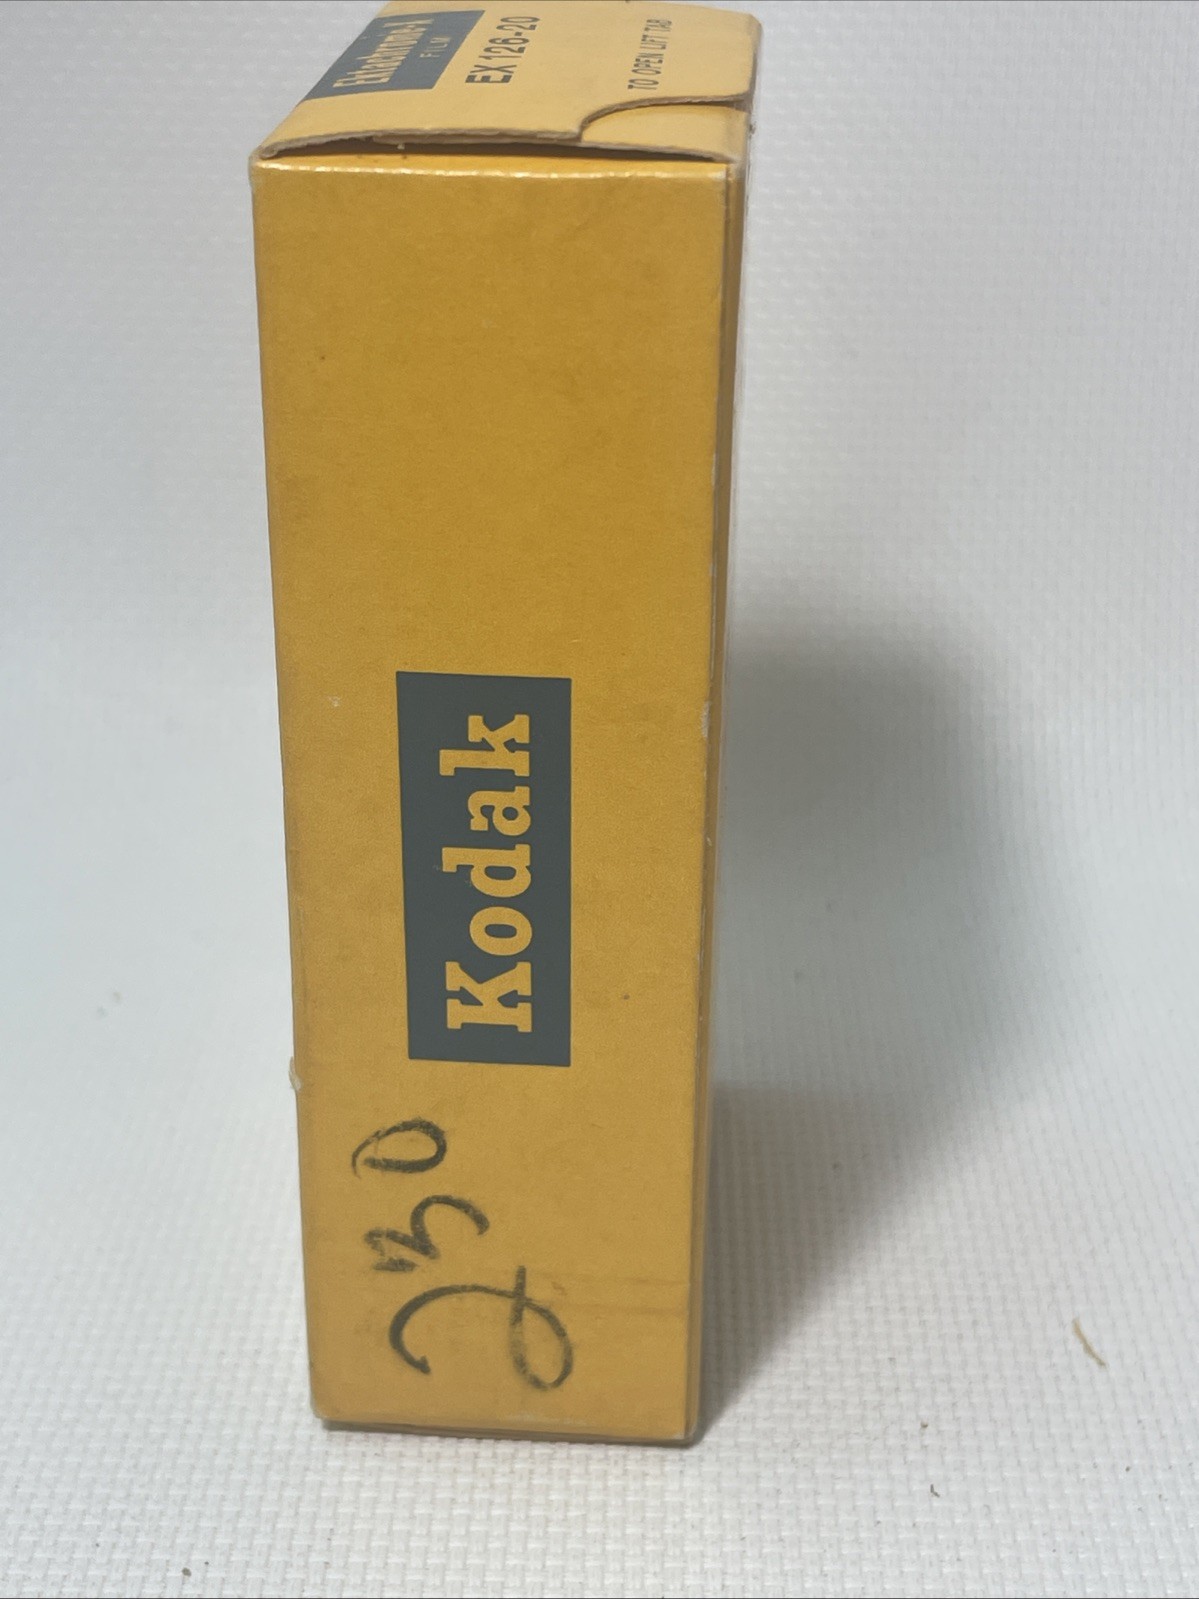 Ektachrome-X
FILM
EX 126-20
TO OPEN LIFT TAB
Kodak
230